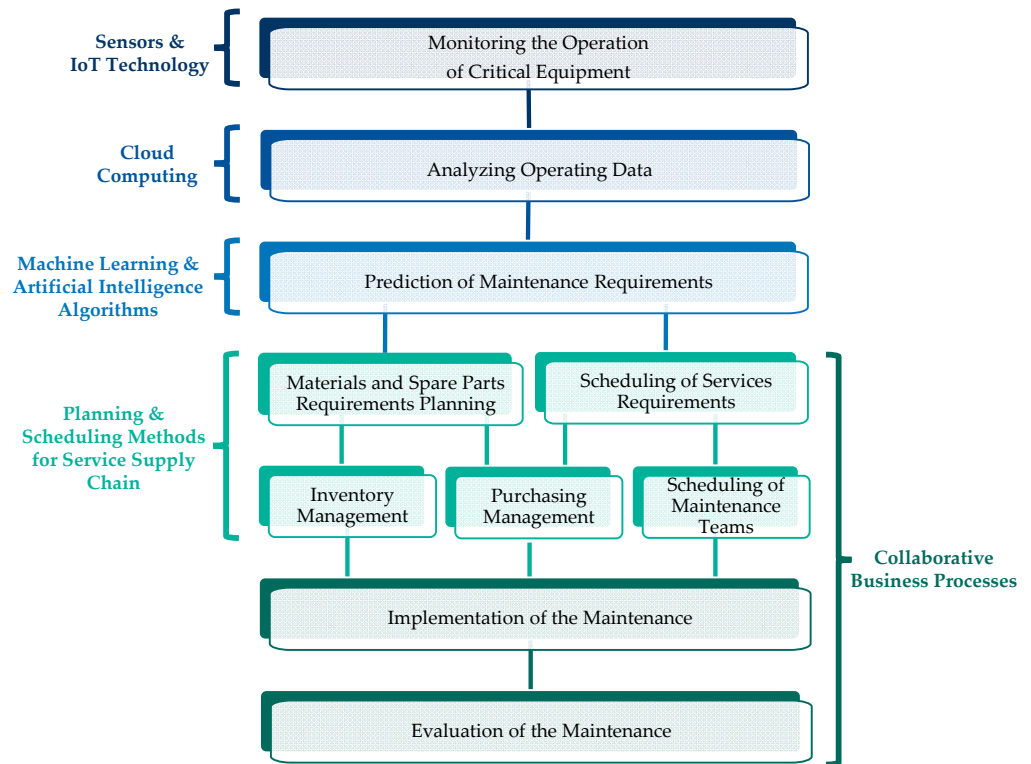 Sensors &
IoT Technology
Monitoring the Operation
of Critical Equipment
Cloud
Computing
Analyzing Operating Data
Machine Learning &
Artificial Intelligence
Algorithms
Prediction of Maintenance Requirements
Planning &
Scheduling Methods
for Service Supply
Chain
Materials and Spare Parts
Requirements Planning
Scheduling of Services
Requirements
Inventory
Management
Purchasing
Management
Scheduling of
Maintenance
Teams
Collaborative
Business Processes
Implementation of the Maintenance
Evaluation of the Maintenance